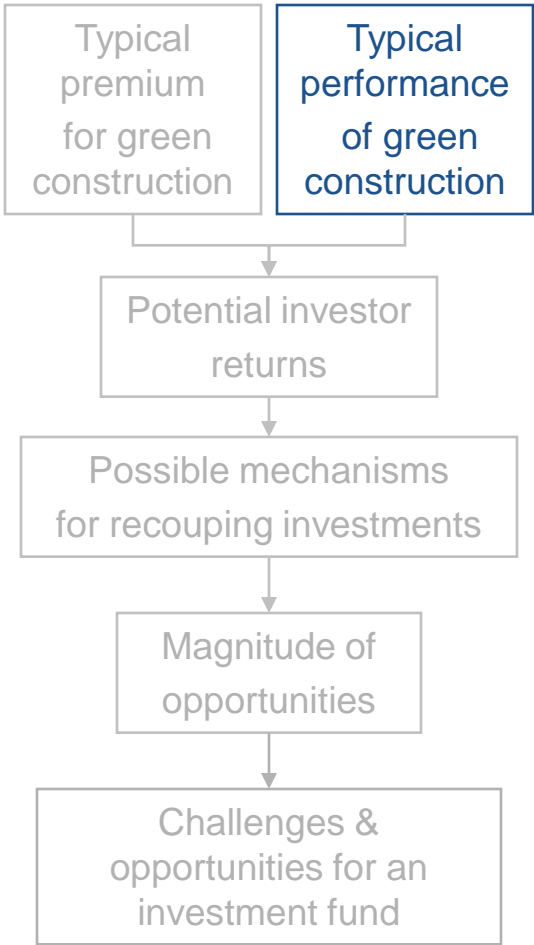 Typical
premium
for green
construction
Typical
performance
of green
construction
Potential investor
returns
Possible mechanisms
for recouping investments
Magnitude of
opportunities
Challenges &
opportunities for an
investment fund